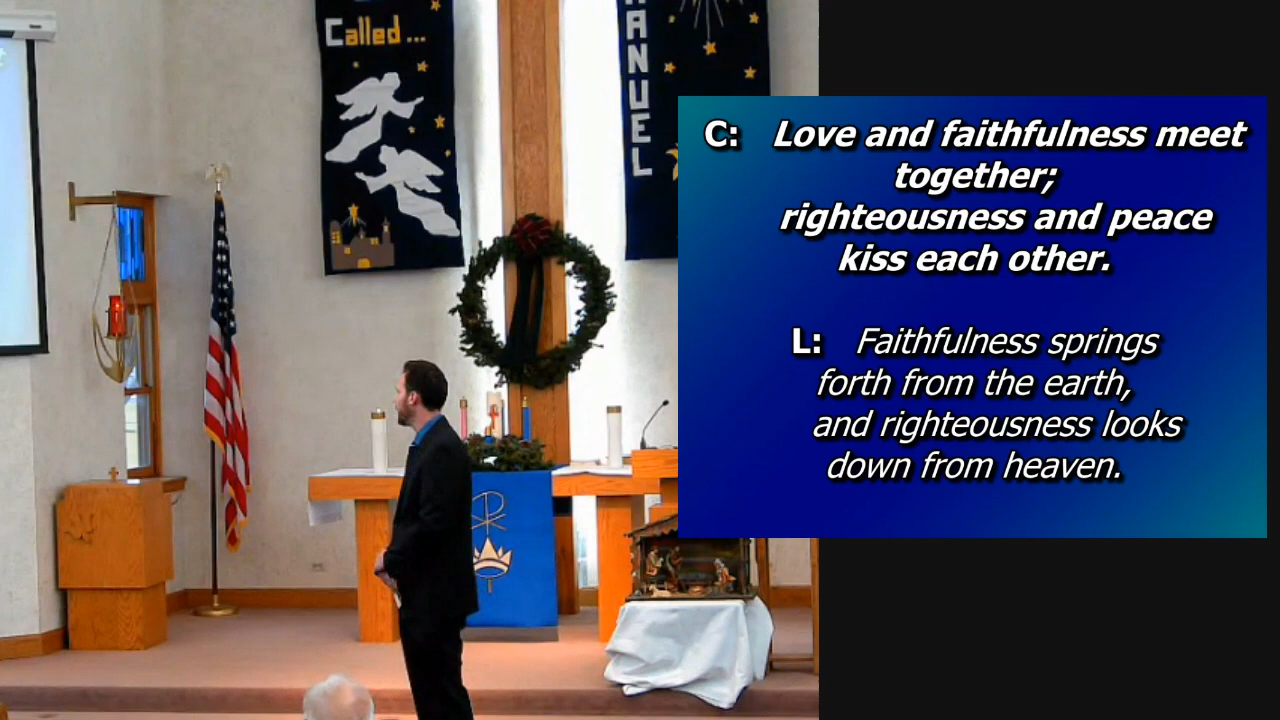 Called ...
ANUEL
C: Love and faithfulness meet
together;
righteousness and peace
kiss each other.
L: Faithfulness springs
forth from the earth,
and righteousness looks
down from heaven.